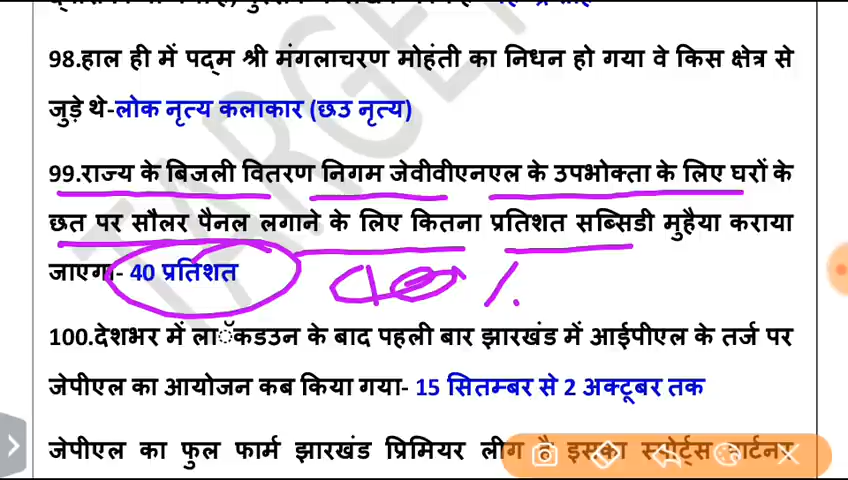 98.हाल ही में पद्म श्री मंगलाचरण मोहंती का निधन हो गया वे किस क्षेत्र से
जुड़े थे-लोक नृत्य कलाकार (छउ नृत्य)
99.राज्य के बिजली वितरण निगम जेवीवीएनएल के उपभोक्ता के लिए घरों के
छत पर सौलर पैनल लगाने के लिए कितना प्रतिशत सब्सिडी मुहैया कराया
जाएगा- 40 प्रतिशत
40 %
100.देशभर में लाॅकडउन के बाद पहली बार झारखंड में आईपीएल के तर्ज पर
जेपीएल का आयोजन कब किया गया- 15 सितम्बर से 2 अक्टूबर तक
जेपीएल का फुल फार्म झारखंड प्रिमियर लीग है इसका स्पोर्ट्स पार्टनर
TARGET